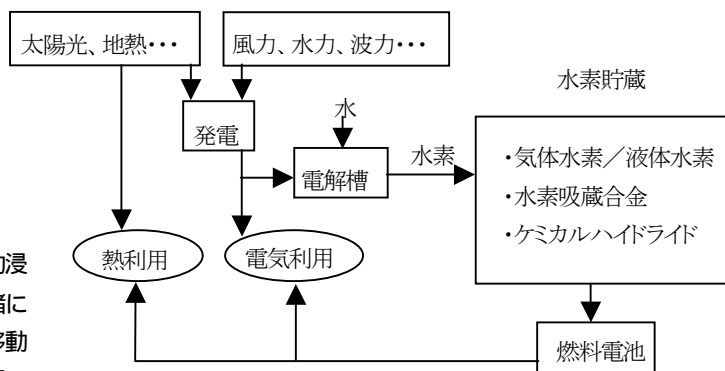 太陽光、地熱・・・
風力、水力、波力・・・
水素貯蔵
発電
水
電解槽
水素
・気体水素／液体水素
・水素吸蔵合金
・ケミカルハイドライド
熱利用
電気利用
燃料電池
浸
に
動